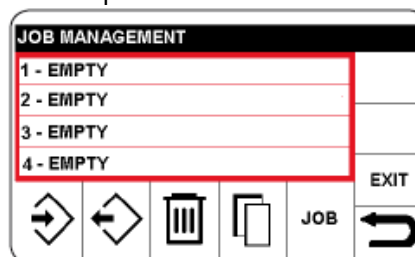 JOB MANAGEMENT
1 - EMPTY
2 - EMPTY
3 - EMPTY
4 - EMPTY
EXIT
JOB